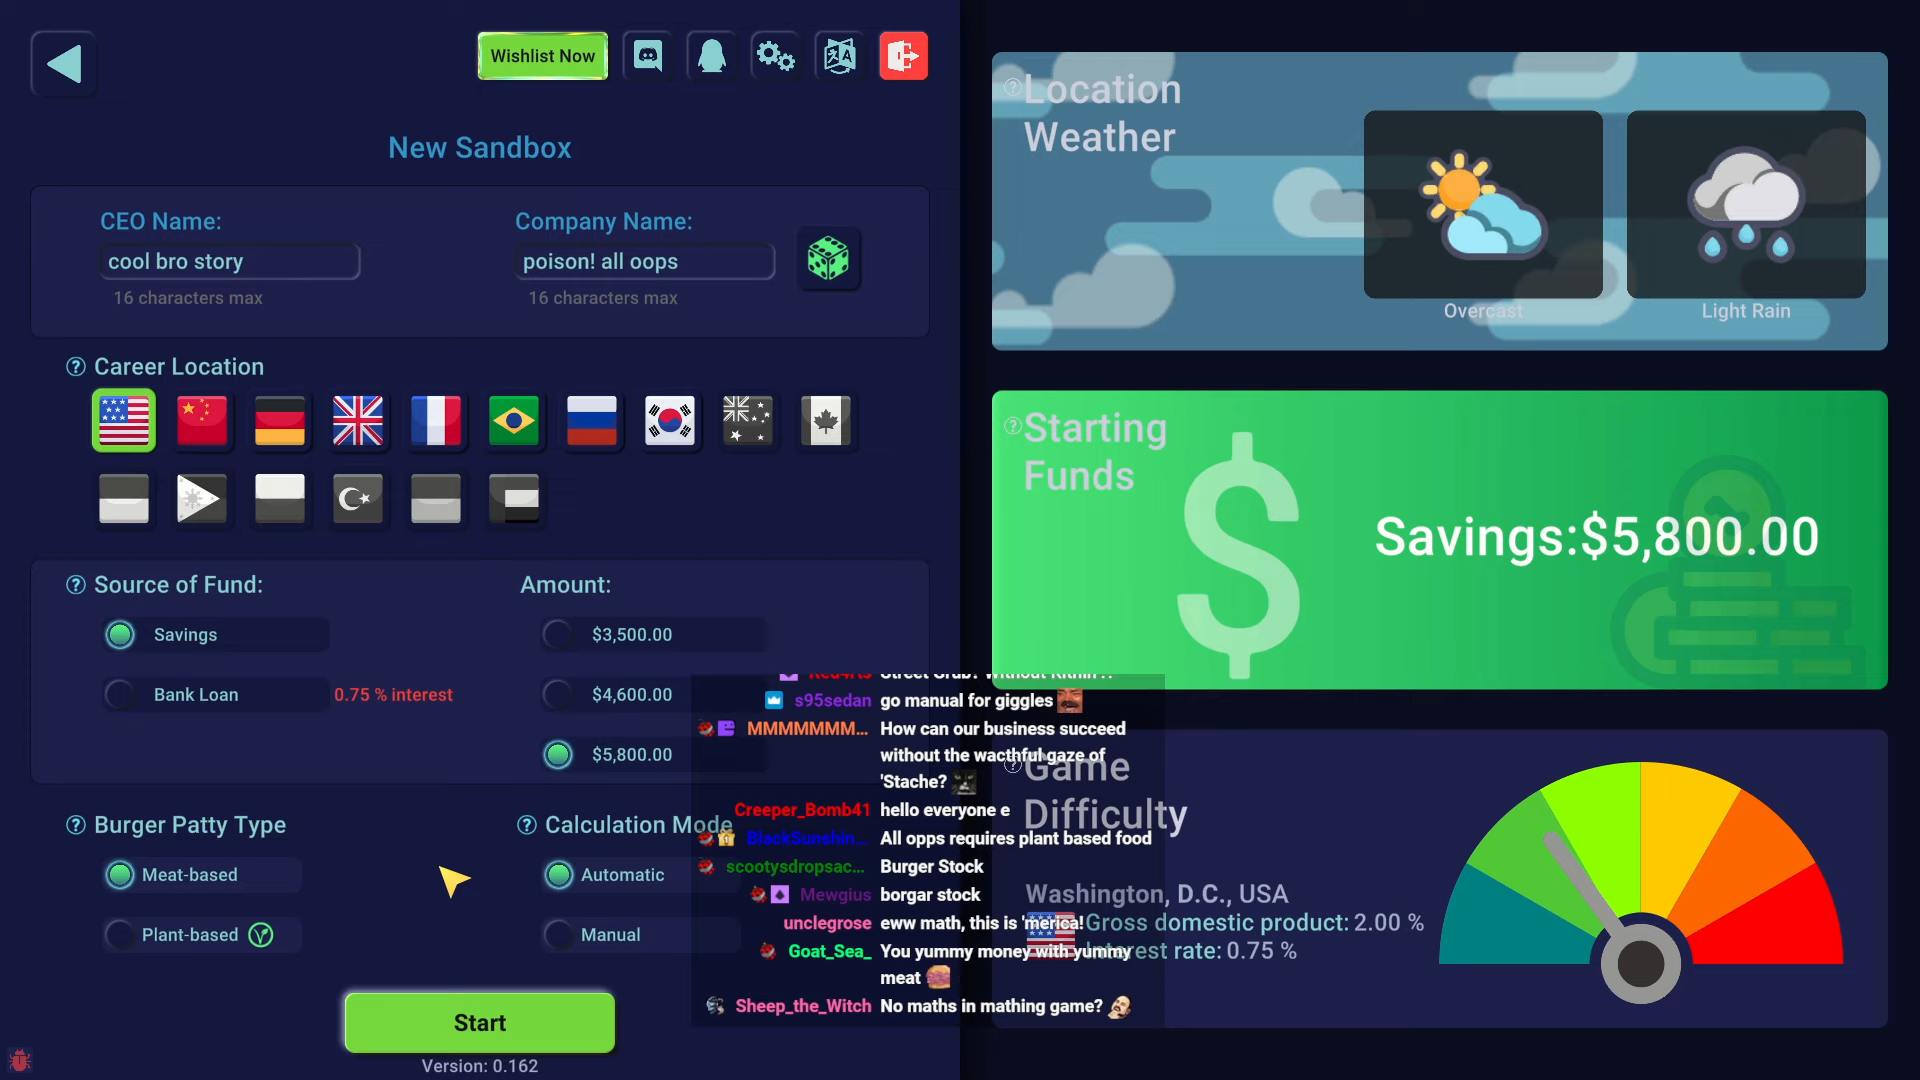 Wishlist Now
New Sandbox
CEO Name:
Company Name:
cool bro story
poison! all oops
16 characters max
16 characters max
Career Location
Source of Fund:
Amount:
Savings
$3,500.00
Bank Loan
0.75 % interest
$4,600.00
$5,800.00
Burger Patty Type
Calculation Mode
Meat-based
Automatic
Plant-based
Manual
Start
Version: 0.162
Location
Weather
Overcast
Light Rain
Starting
Funds
Savings:$5,800.00
Game
Difficulty
Washington, D.C., USA
Gross domestic product: 2.00 %
Interest rate: 0.75 %
s95sedan go manual for giggles
MMMMMMM... How can our business succeed
without the wacthful gaze of
'Stache?
Creeper_Bomb41 hello everyone e
BlackSunshin... All opps requires plant based food
scootysdropsac... Burger Stock
Mewgius borgar stock
unclegrose eww math, this is 'merica!
Goat_Sea_ You yummy money with yummy
meat
Sheep_the_Witch No maths in mathing game?